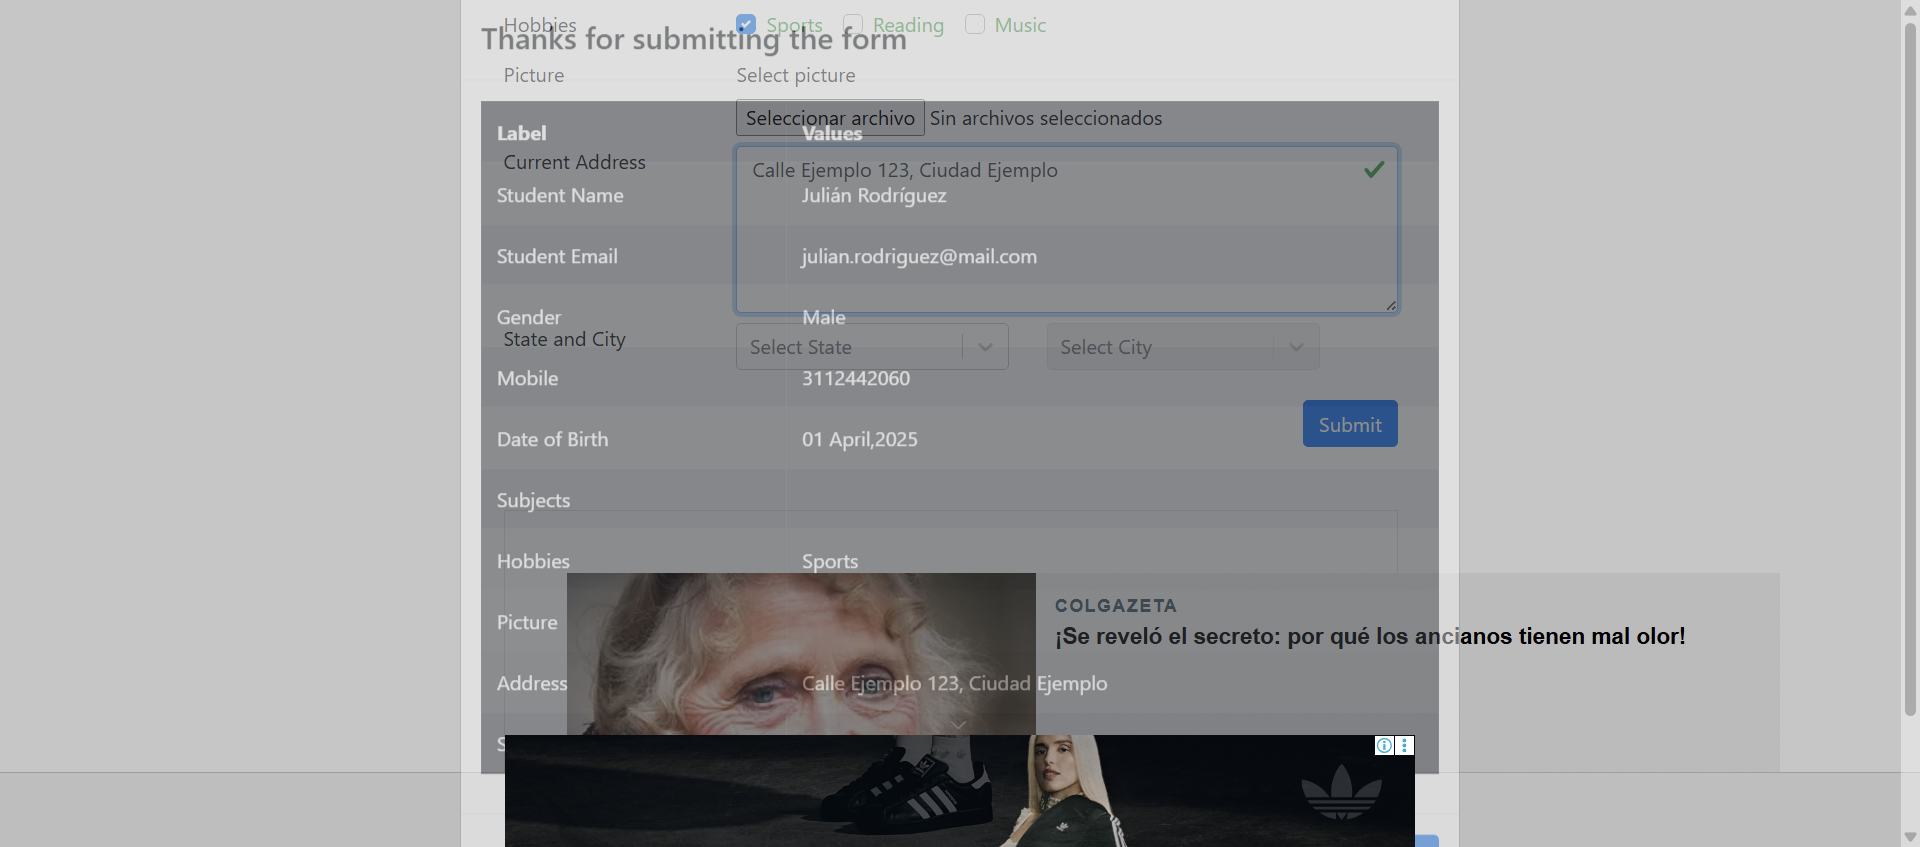 Hobbies Sports Reading Music
Thanks for submitting the form
Picture Select picture
Seleccionar archivo Sin archivos seleccionados
Label Values
Current Address Calle Ejemplo 123, Ciudad Ejemplo
Student Name Julián Rodríguez
Student Email julian.rodriguez@mail.com
Gender Male
State and City Select State Select City
Mobile 3112442060
Submit
Date of Birth 01 April,2025
Subjects
Hobbies Sports
COLGAZETA
Picture
¡Se reveló el secreto: por qué los ancianos tienen mal olor!
Address Calle Ejemplo 123, Ciudad Ejemplo